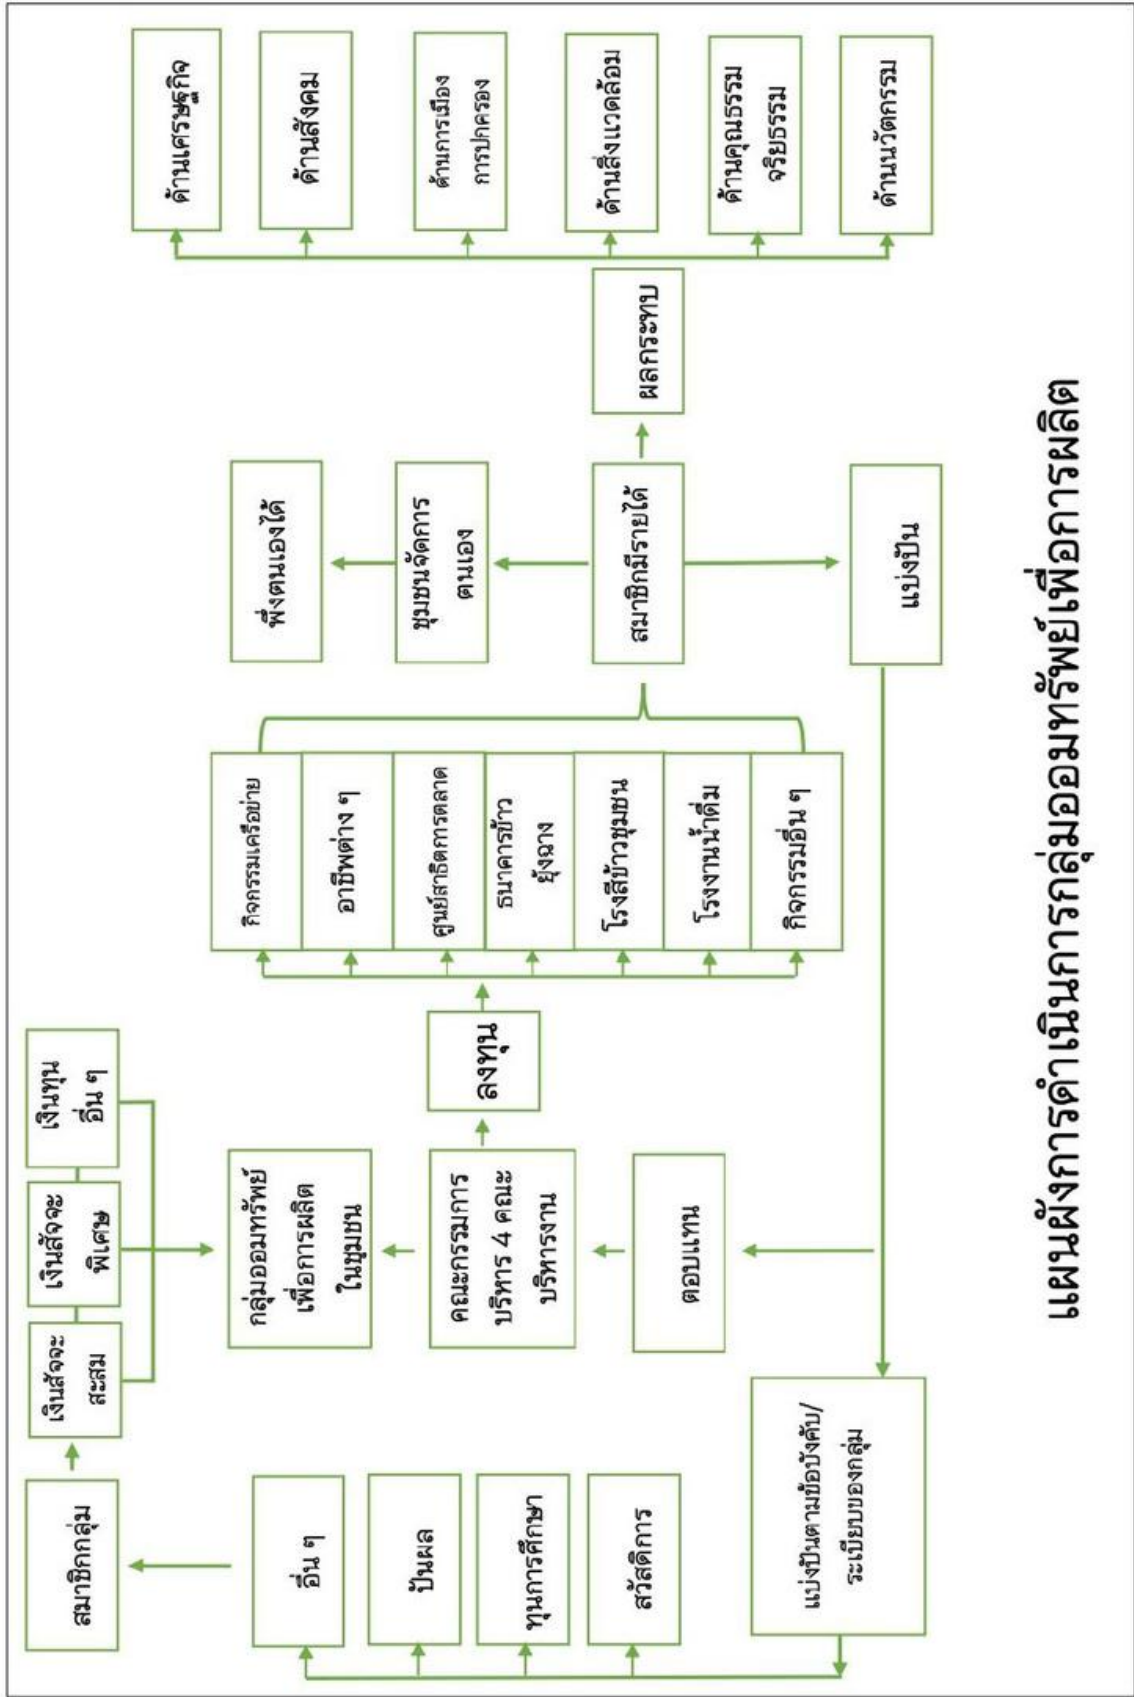 แผนผังการดำเนินการกลุ่มออมทรัพย์เพื่อการผลิต
สมาชิกกลุ่ม
เงินสัจจะ
สะสม
เงินสัจจะ
พิเศษ
เงินทุน
อื่น ๆ
กลุ่มออมทรัพย์
เพื่อการผลิต
ในชุมชน
คณะกรรมการ
บริหาร 4 คณะ
บริหารงาน
ตอบแทน
ลงทุน
กิจกรรมเครือข่าย
อาชีพต่าง ๆ
ศูนย์สาธิตการตลาด
ธนาคารข้าว
ยุ้งฉาง
โรงสีข้าวชุมชน
โรงงานน้ำดื่ม
กิจกรรมอื่น ๆ
พึ่งตนเองได้
ชุมชนจัดการ
ตนเอง
สมาชิกมีรายได้
แบ่งปัน
ผลกระทบ
ด้านเศรษฐกิจ
ด้านสังคม
ด้านการเมือง
การปกครอง
ด้านสิ่งแวดล้อม
ด้านคุณธรรม
จริยธรรม
ด้านนวัตกรรม
อื่น ๆ
ปันผล
ทุนการศึกษา
สวัสดิการ
แบ่งปันตามข้อบังคับ/
ระเบียบของกลุ่ม